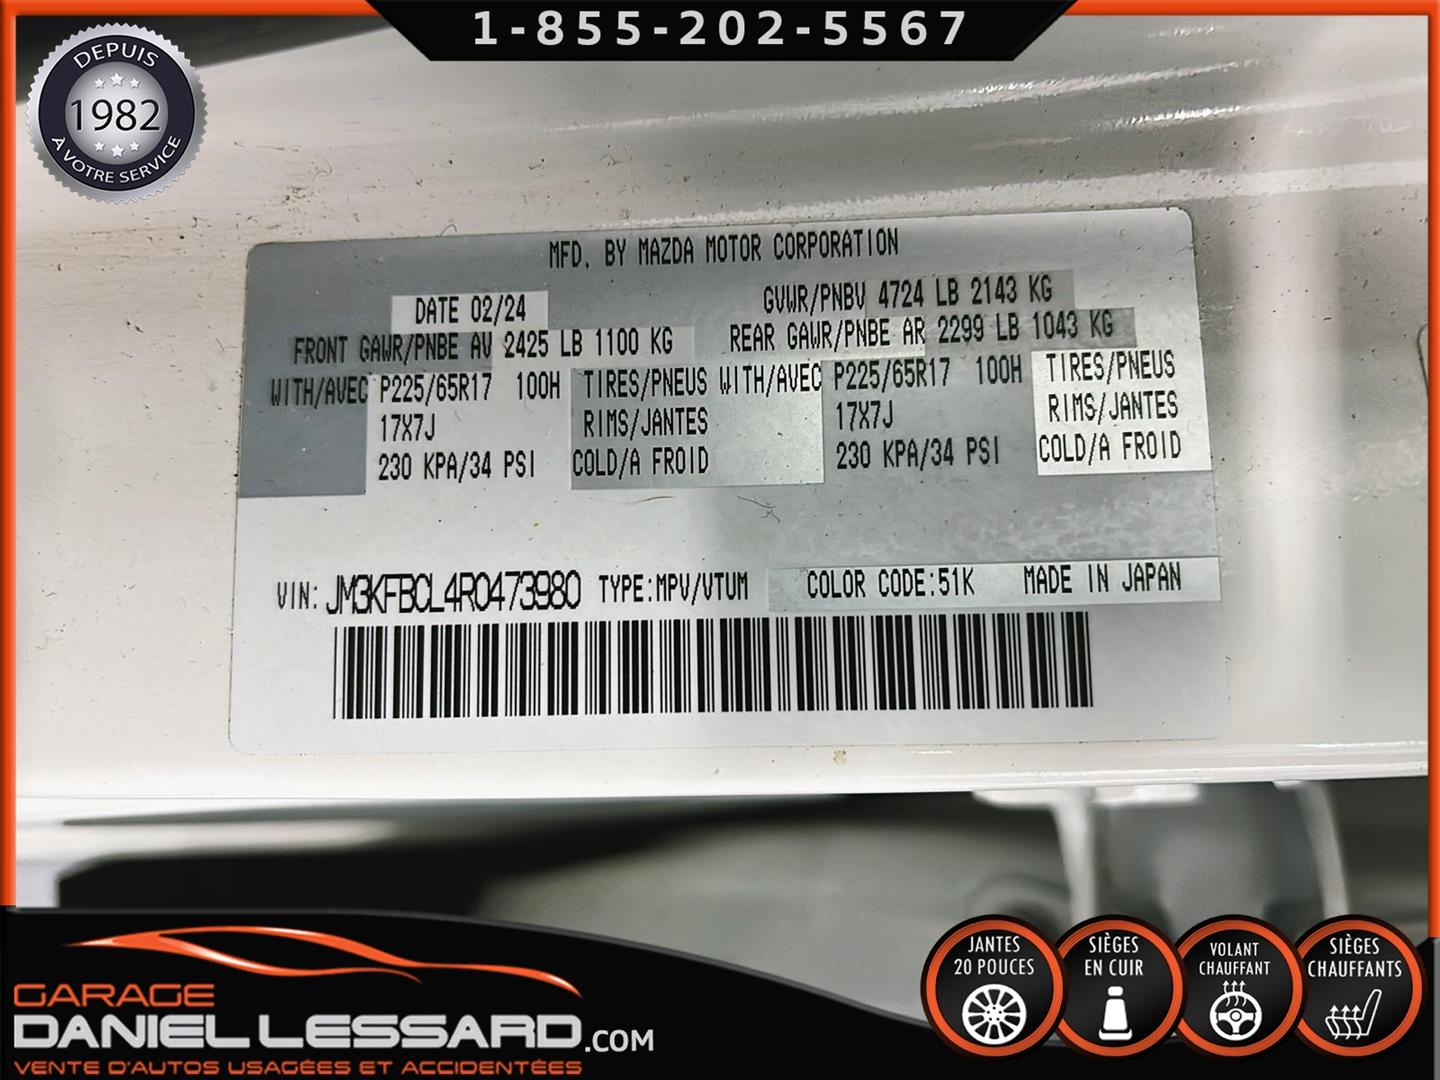 1-855-202-5567
DEPUIS
1982
À VOTRE SERVICE
MFD. BY MAZDA MOTOR CORPORATION
DATE 02/24 GVWR/PNBV 4724 LB 2143 KG
FRONT GAWR/PNBE AV 2425 LB 1100 KG REAR GAWR/PNBE AR 2299 LB 1043 KG
WITH/AVEC P225/65R17 100H TIRES/PNEUS WITH/AVEC P225/65R17 100H TIRES/PNEUS
17X7J RIMS/JANTES 17X7J RIMS/JANTES
230 KPA/34 PSI COLD/A FROID 230 KPA/34 PSI COLD/A FROID
VIN: JM3KFBCL4R0473980 TYPE:MPV/VTUM COLOR CODE:51K MADE IN JAPAN
JANTES
20 POUCES
SIÈGES
EN CUIR
VOLANT
CHAUFFANT
SIÈGES
CHAUFFANTS
GARAGE
DANIEL LESSARD.COM
VENTE D'AUTOS USAGÉES ET ACCIDENTÉES